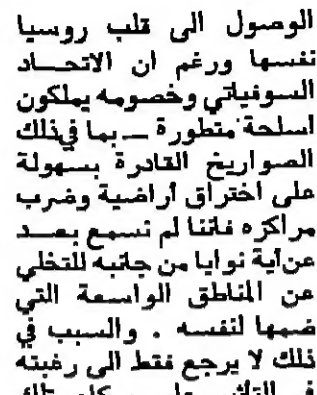 الوصول الى قلب روسيا
نفسها ورغم ان الاتحاد
السوفياتي وخصومه يملكون
اسلحة متطورة ــ بما في ذلك
الصواريخ القادرة بسهولة
على اختراق أراضية وضرب
مراكزه فاننا لم نسمع بعد
عن أية نوايا من جانبه للتخلي
عن المناطق الواسعة التي
ضمها لنفسه . والسبب في
ذلك لا يرجع فقط الى رغبته
في